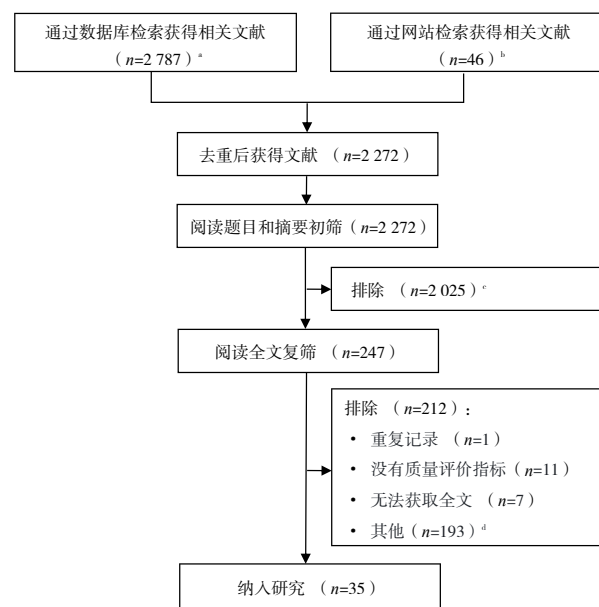 通过数据库检索获得相关文献
（n=2 787）a
通过网站检索获得相关文献
（n=46）b
去重后获得文献 （n=2 272）
阅读题目和摘要初筛（n=2 272）
排除 （n=2 025）c
阅读全文复筛 （n=247）
排除 （n=212）：
• 重复记录 （n=1）
• 没有质量评价指标（n=11）
• 无法获取全文（n=7）
• 其他（n=193）d
纳入研究 （n=35）